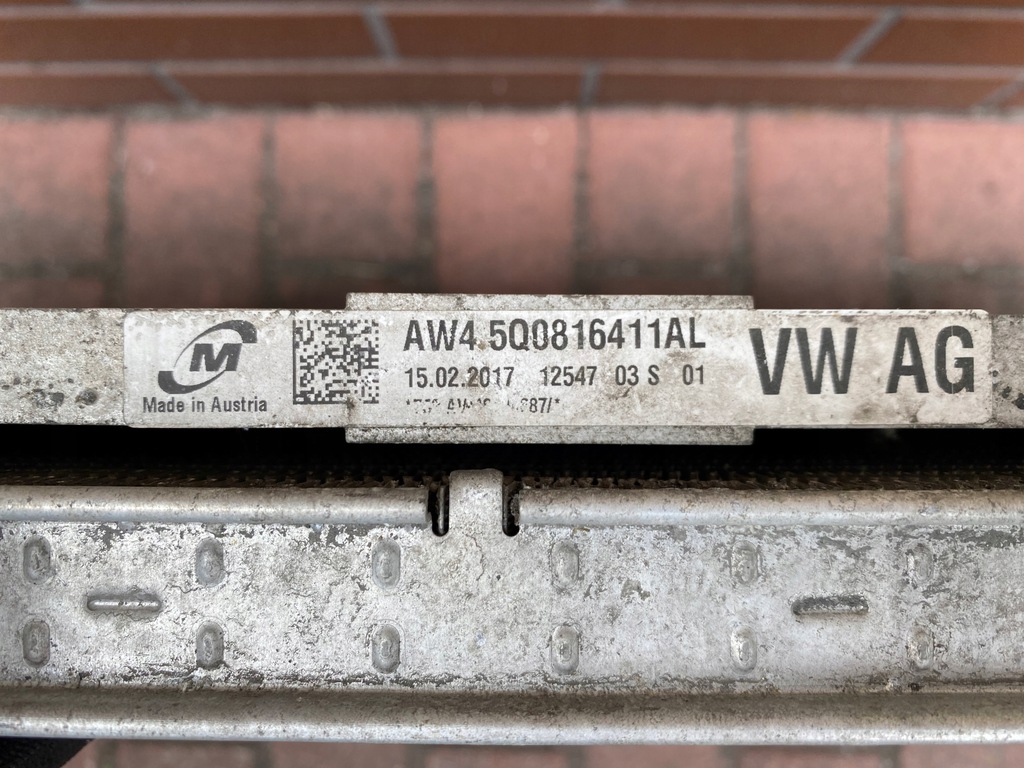 M
Made in Austria
AW4.5Q0816411AL
15.02.2017 12547 03 S 01
VW AG